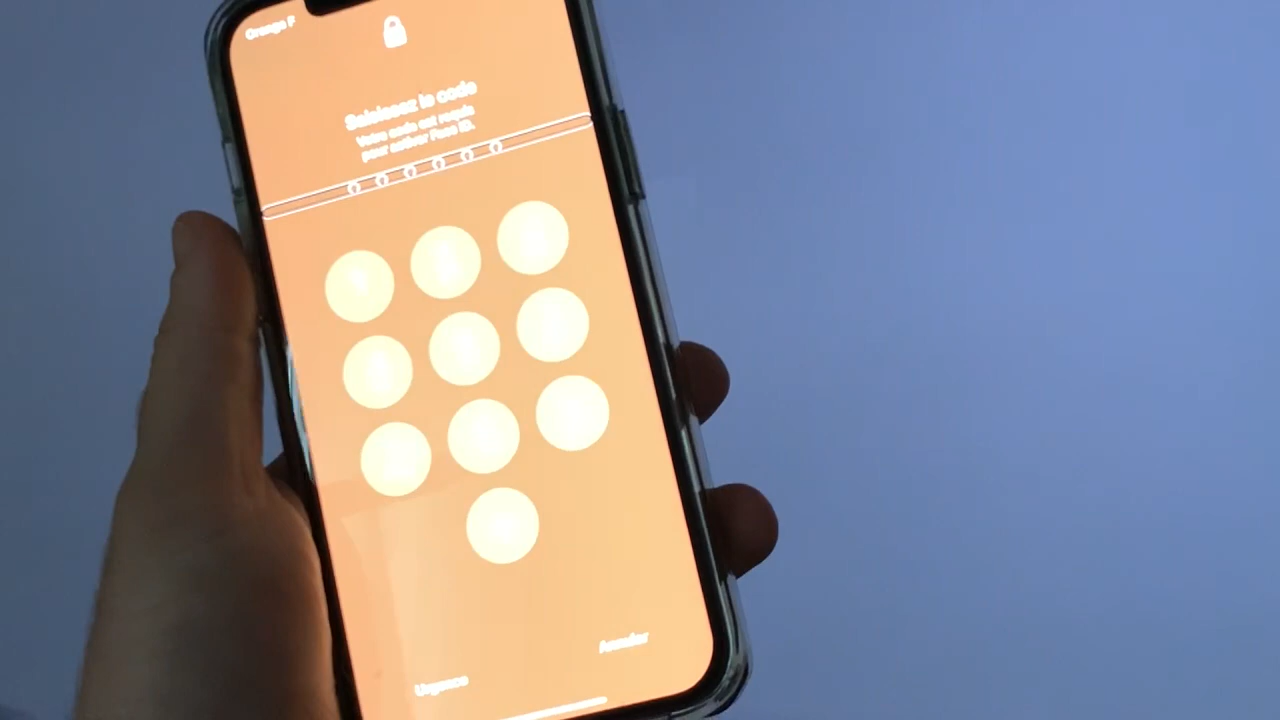 Orange F
Saisissez le code
Votre code est requis
pour activer Face ID.
Annuler
Urgence